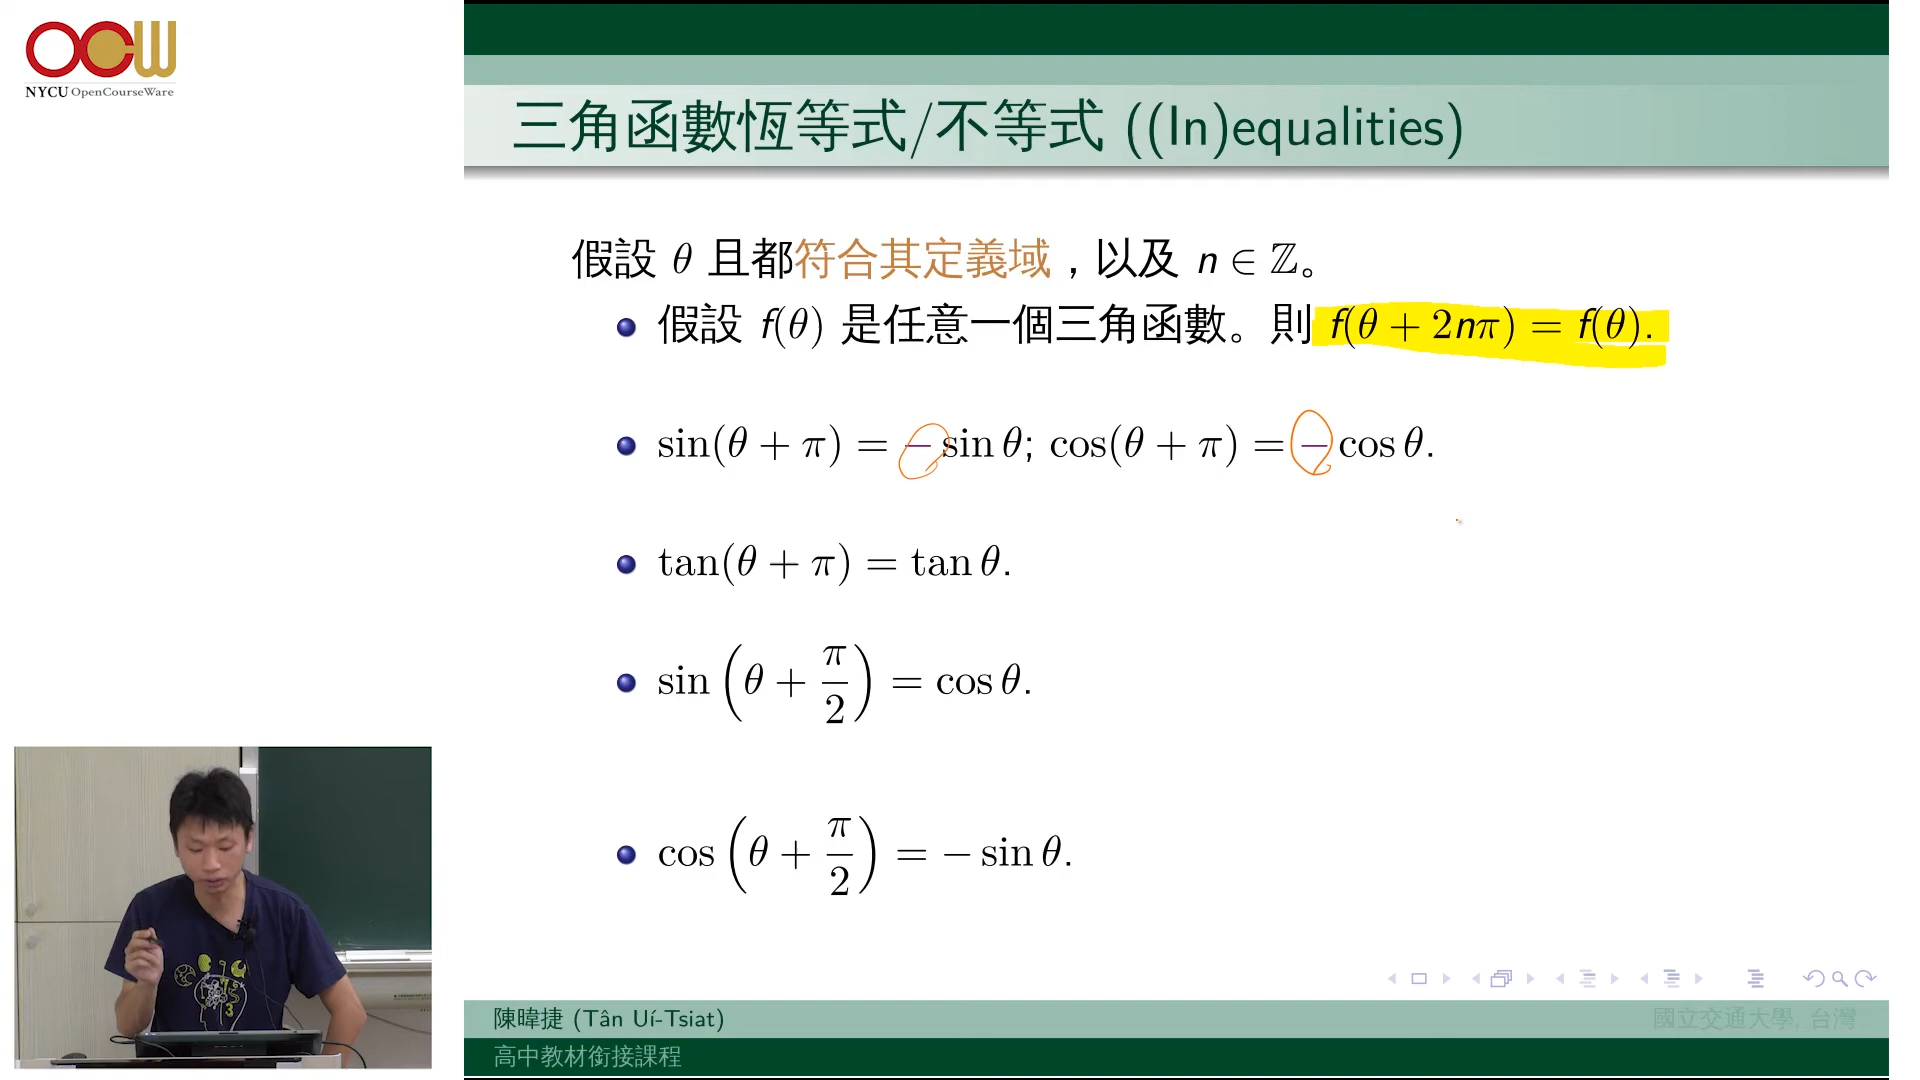 OCW
NYCU OpenCourseWare
三角函數恆等式/不等式 ((In)equalities)
假設 θ 且都符合其定義域，以及 n ∈ ℤ。
假設 f(θ) 是任意一個三角函數。則 f(θ + 2nπ) = f(θ).
sin(θ + π) = − sin θ; cos(θ + π) = − cos θ.
tan(θ + π) = tan θ.
sin (θ + π/2) = cos θ.
cos (θ + π/2) = − sin θ.
陳暐捷 (Tân Uí-Tsiat)
國立交通大學, 台灣
高中教材銜接課程